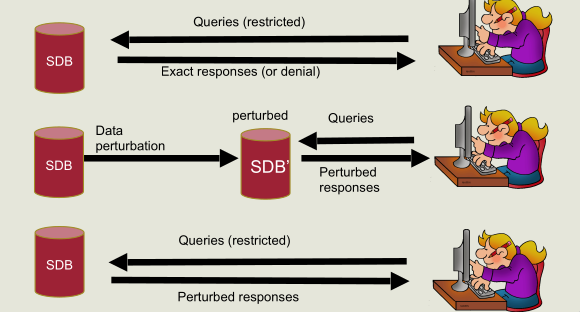 Queries (restricted)
SDB
Exact responses (or denial)
perturbed
Queries
Data
perturbation
SDB
SDB'
Perturbed
responses
Queries (restricted)
SDB
Perturbed responses